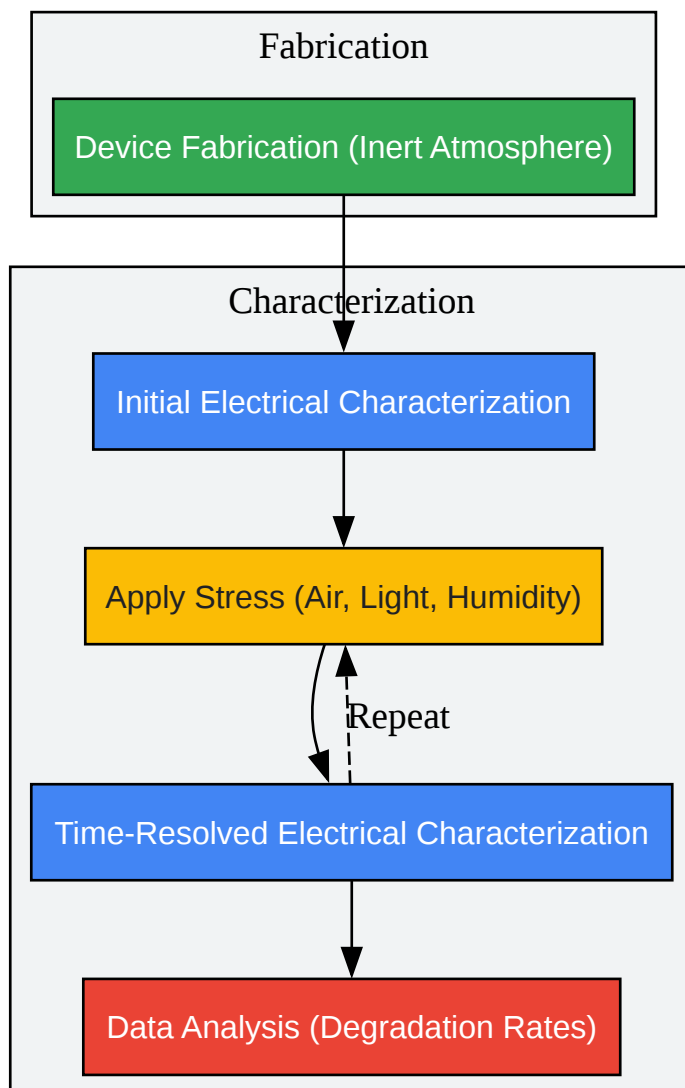 Fabrication
Device Fabrication (Inert Atmosphere)
Characterization
Initial Electrical Characterization
Apply Stress (Air, Light, Humidity)
Repeat
Time-Resolved Electrical Characterization
Data Analysis (Degradation Rates)